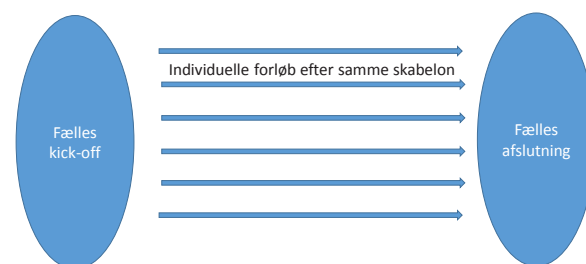 Individuelle forløb efter samme skabelon
Fælles
kick-off
Fælles
afslutning